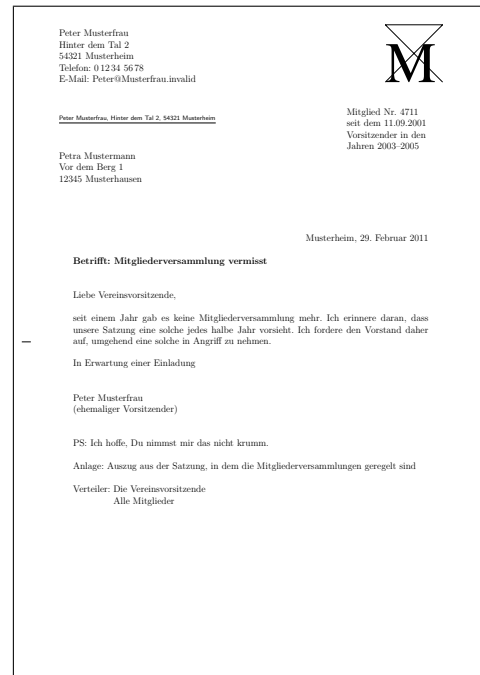 Peter Musterfrau
Hinter dem Tal 2
54321 Musterheim
Telefon: 0 12 34 56 78
E-Mail: Peter@Musterfrau.invalid
M
Peter Musterfrau, Hinter dem Tal 2, 54321 Musterheim
Mitglied Nr. 4711
seit dem 11.09.2001
Vorsitzender in den
Jahren 2003–2005
Petra Mustermann
Vor dem Berg 1
12345 Musterhausen
Musterheim, 29. Februar 2011
Betrifft: Mitgliederversammlung vermisst
Liebe Vereinsvorsitzende,
seit einem Jahr gab es keine Mitgliederversammlung mehr. Ich erinnere daran, dass
unsere Satzung eine solche jedes halbe Jahr vorsieht. Ich fordere den Vorstand daher
auf, umgehend eine solche in Angriff zu nehmen.
In Erwartung einer Einladung
Peter Musterfrau
(ehemaliger Vorsitzender)
PS: Ich hoffe, Du nimmst mir das nicht krumm.
Anlage: Auszug aus der Satzung, in dem die Mitgliederversammlungen geregelt sind
Verteiler: Die Vereinsvorsitzende
Alle Mitglieder